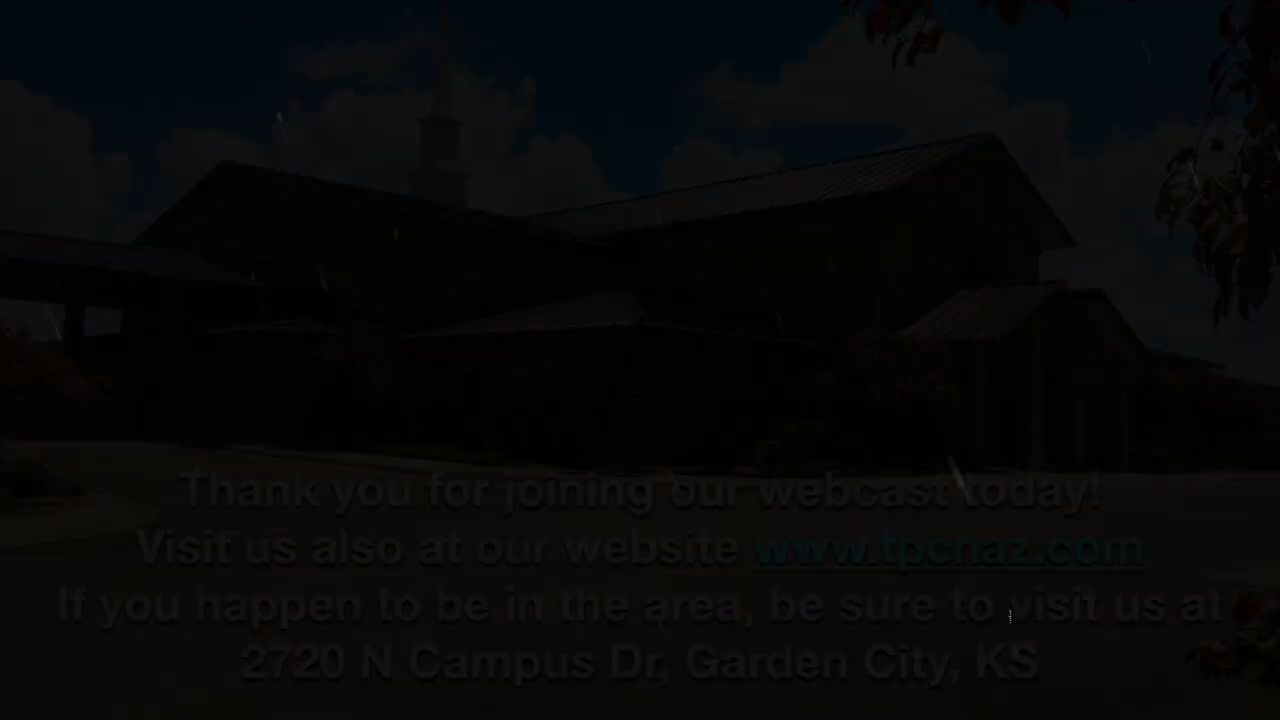 Thank you for joining our webcast today!
Visit us also at our website www.tpcnaz.com
If you happen to be in the area, be sure to visit us at
2720 N Campus Dr, Garden City, KS